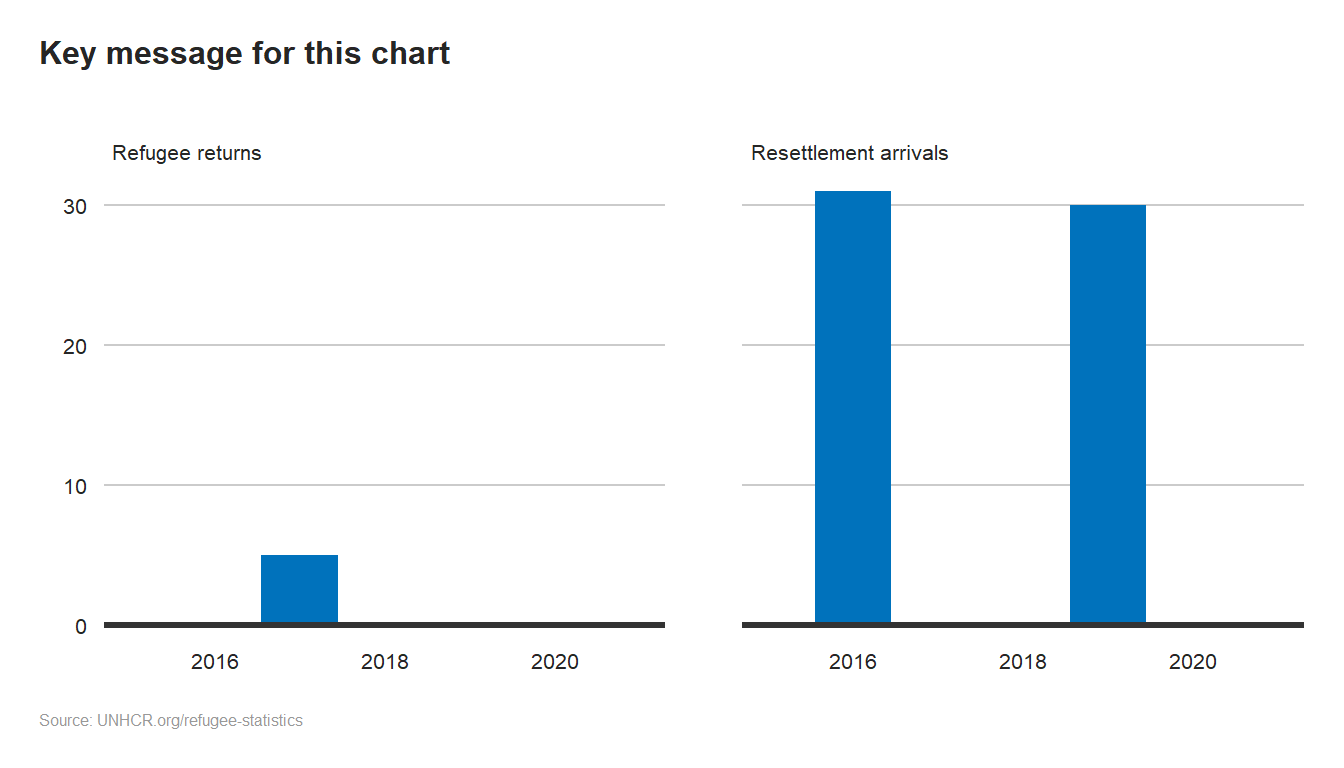 Key message for this chart
Refugee returns
Resettlement arrivals
30
20
10
0
2016 2018 2020
2016 2018 2020
Source: UNHCR.org/refugee-statistics